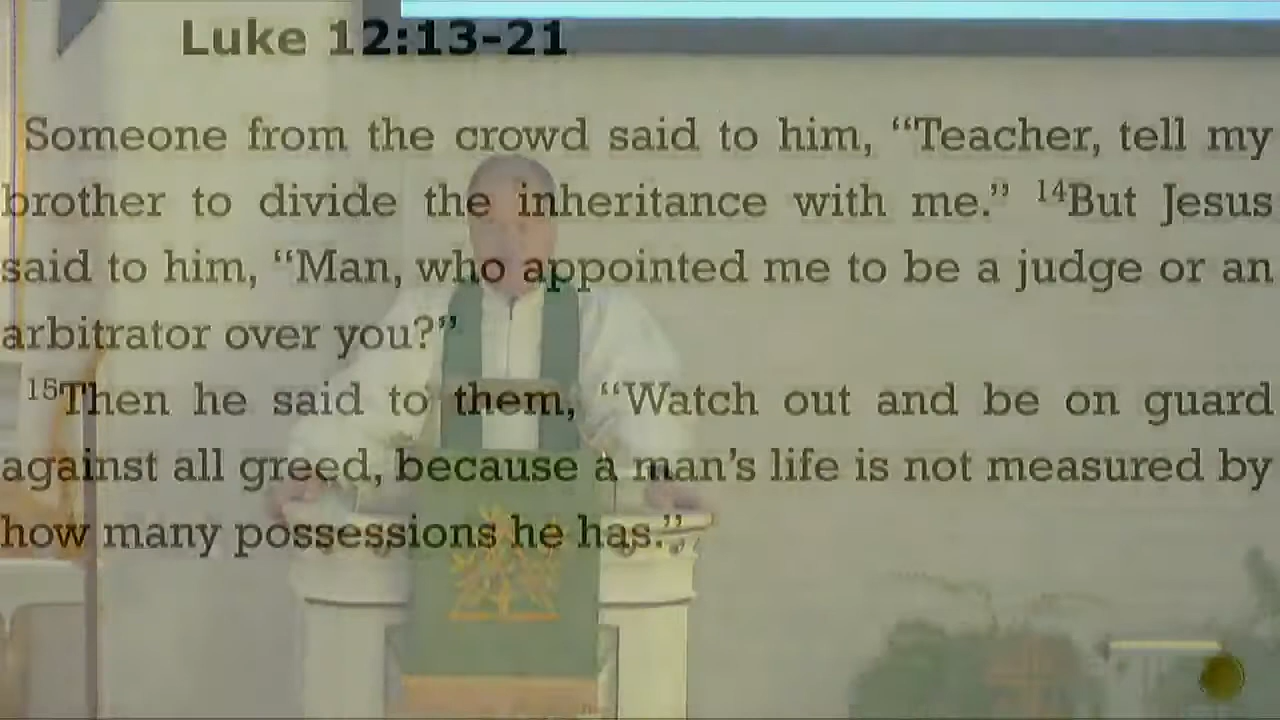 Luke 12:13-21
Someone from the crowd said to him, “Teacher, tell my
brother to divide the inheritance with me.” ¹⁴But Jesus
said to him, “Man, who appointed me to be a judge or an
arbitrator over you?”
¹⁵Then he said to them, “Watch out and be on guard
against all greed, because a man’s life is not measured by
how many possessions he has.”